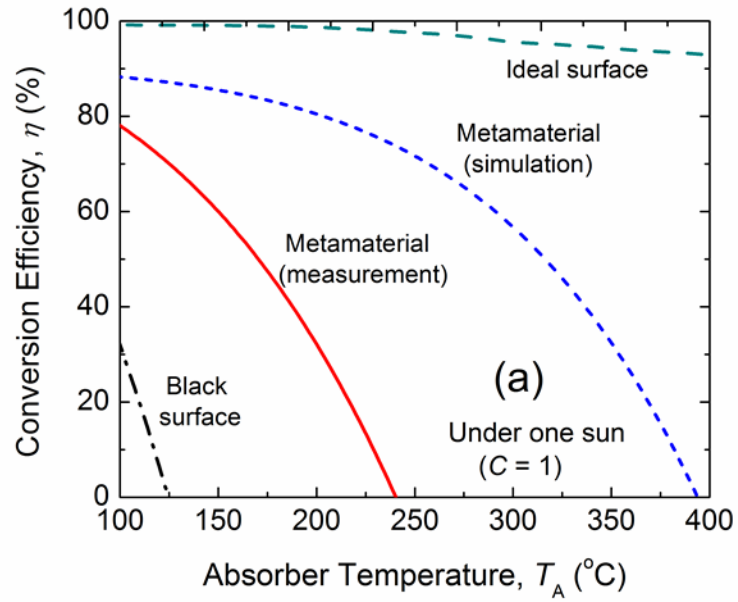 Conversion Efficiency, η (%)
100
80
60
40
20
0
Ideal surface
Metamaterial
(simulation)
Metamaterial
(measurement)
Black
surface
(a)
Under one sun
(C = 1)
100
150
200
250
300
350
400
Absorber Temperature, T_A (°C)